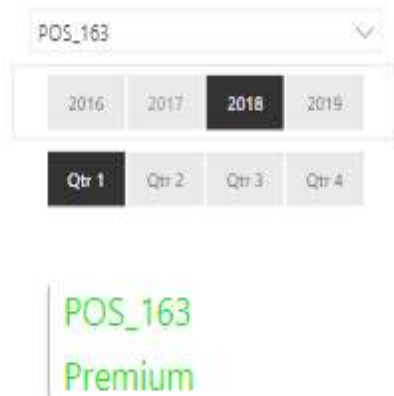 POS_163
2016 2017 2018 2019
Qtr 1 Qtr 2 Qtr 3 Qtr 4
POS_163
Premium